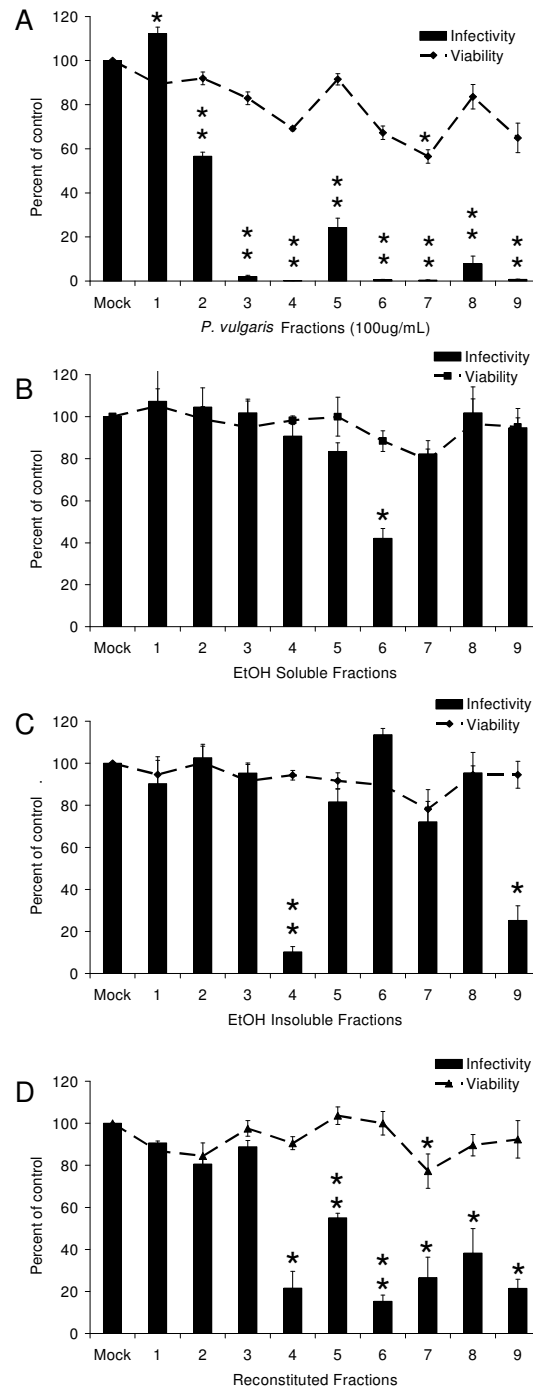 A
120
100
80
60
40
20
0
Percent of control
Infectivity
Viability
*
* *
* *
* *
* *
* *
*
* *
* *
* *
Mock 1 2 3 4 5 6 7 8 9
P. vulgaris Fractions (100ug/mL)
B
120
100
80
60
40
20
0
Percent of control
Infectivity
Viability
*
Mock 1 2 3 4 5 6 7 8 9
EtOH Soluble Fractions
C
120
100
80
60
40
20
0
Percent of control .
Infectivity
Viability
* *
*
Mock 1 2 3 4 5 6 7 8 9
EtOH Insoluble Fractions
D
120
100
80
60
40
20
0
Percent of control
Infectivity
Viability
*
* *
* *
*
*
*
*
Mock 1 2 3 4 5 6 7 8 9
Reconstituted Fractions